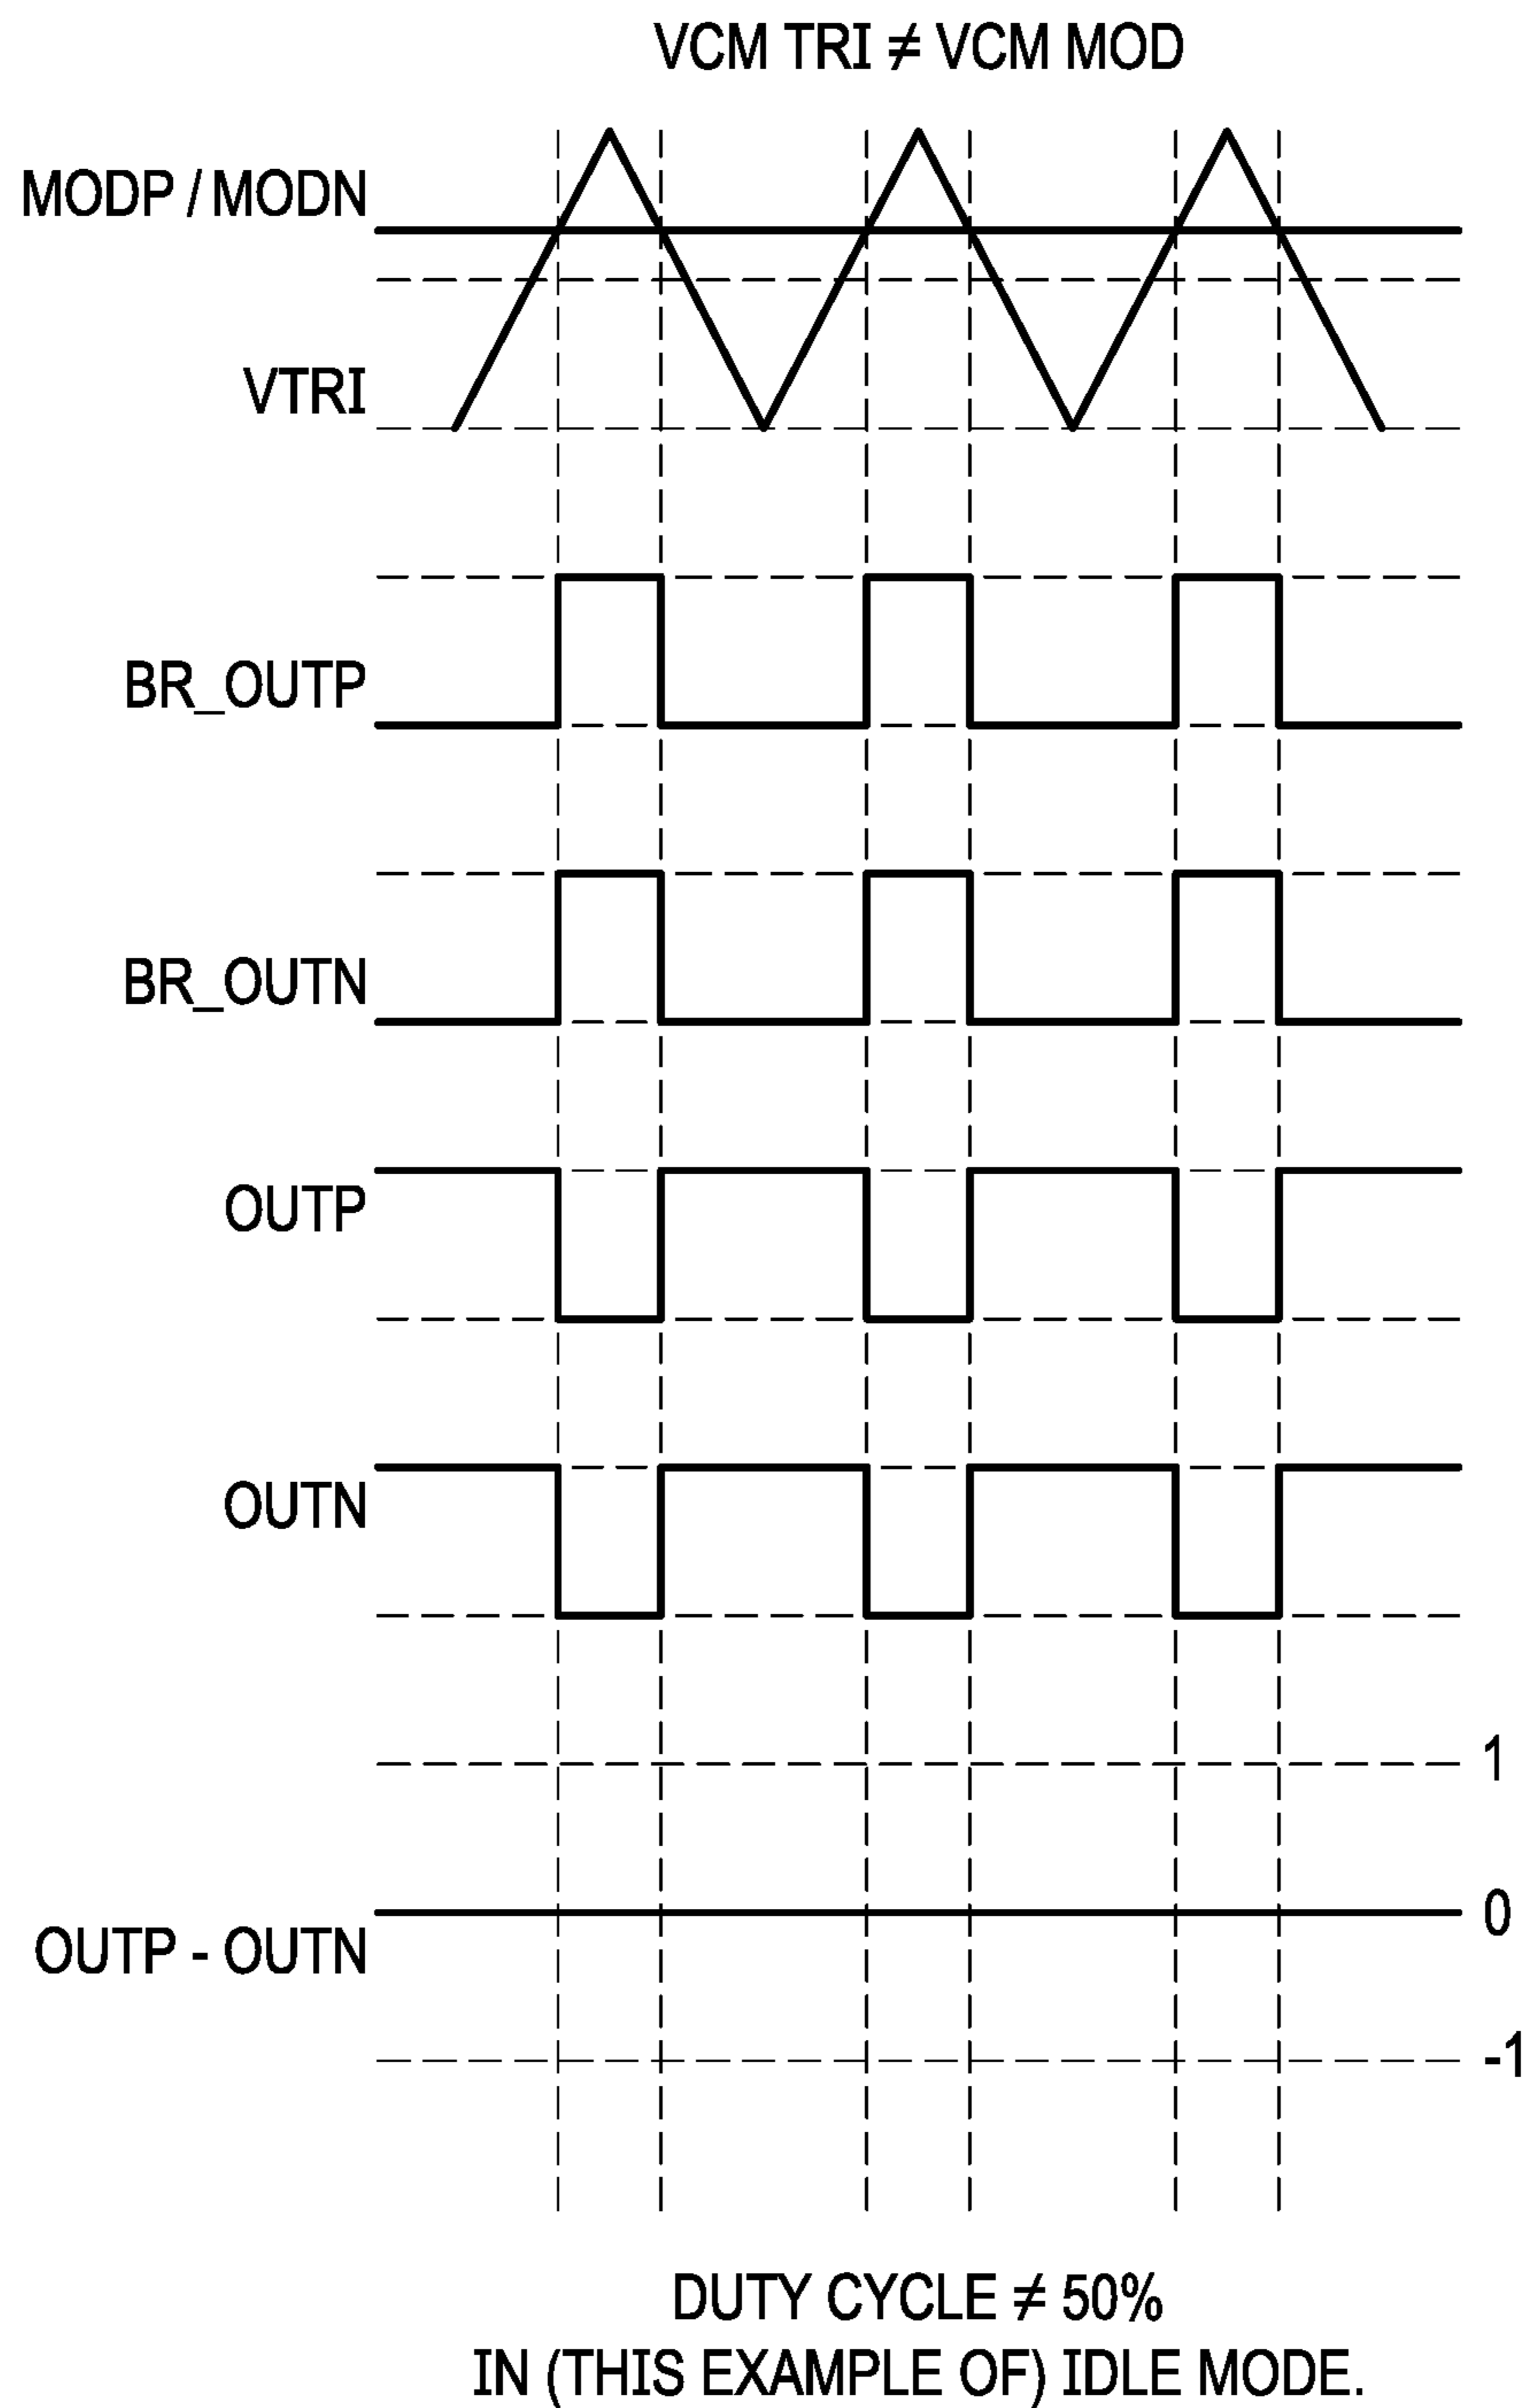 VCM TRI ≠ VCM MOD
MODP / MODN
VTRI
BR_OUTP
BR_OUTN
OUTP
OUTN
1
0
OUTP - OUTN
-1
DUTY CYCLE ≠ 50%
IN (THIS EXAMPLE OF) IDLE MODE.